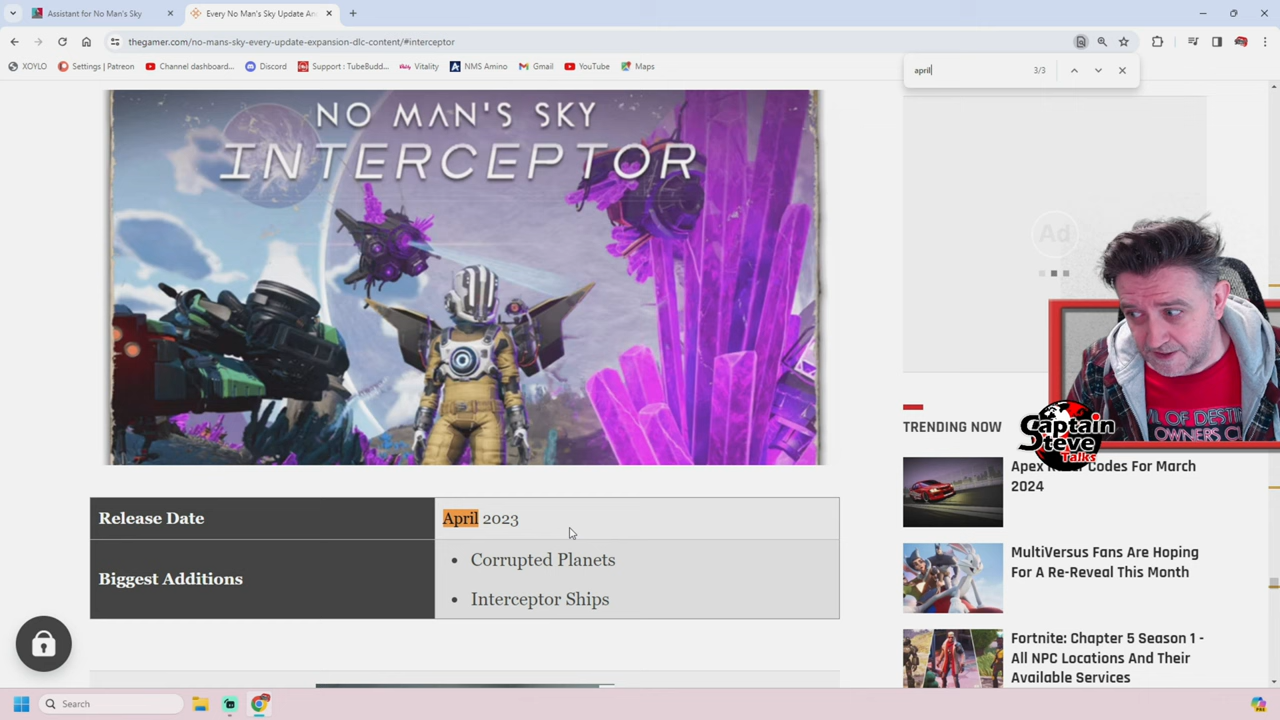 Assistant for No Man's Sky
Every No Man's Sky Update An
thegamer.com/no-mans-sky-every-update-expansion-dlc-content/#interceptor
XOYLO
Settings | Patreon
Channel dashboard...
Discord
Support : TubeBudd...
Vitality
NMS Amino
Gmail
YouTube
Maps
april
3/3
NO MAN'S SKY
INTERCEPTOR
Ad
Captain
Steve
Talks
TRENDING NOW
Codes For March
2024
MultiVersus Fans Are Hoping
For A Re-Reveal This Month
Fortnite: Chapter 5 Season 1 -
All NPC Locations And Their
Available Services
Release Date
April 2023
Biggest Additions
• Corrupted Planets
• Interceptor Ships
OWNERS
Search